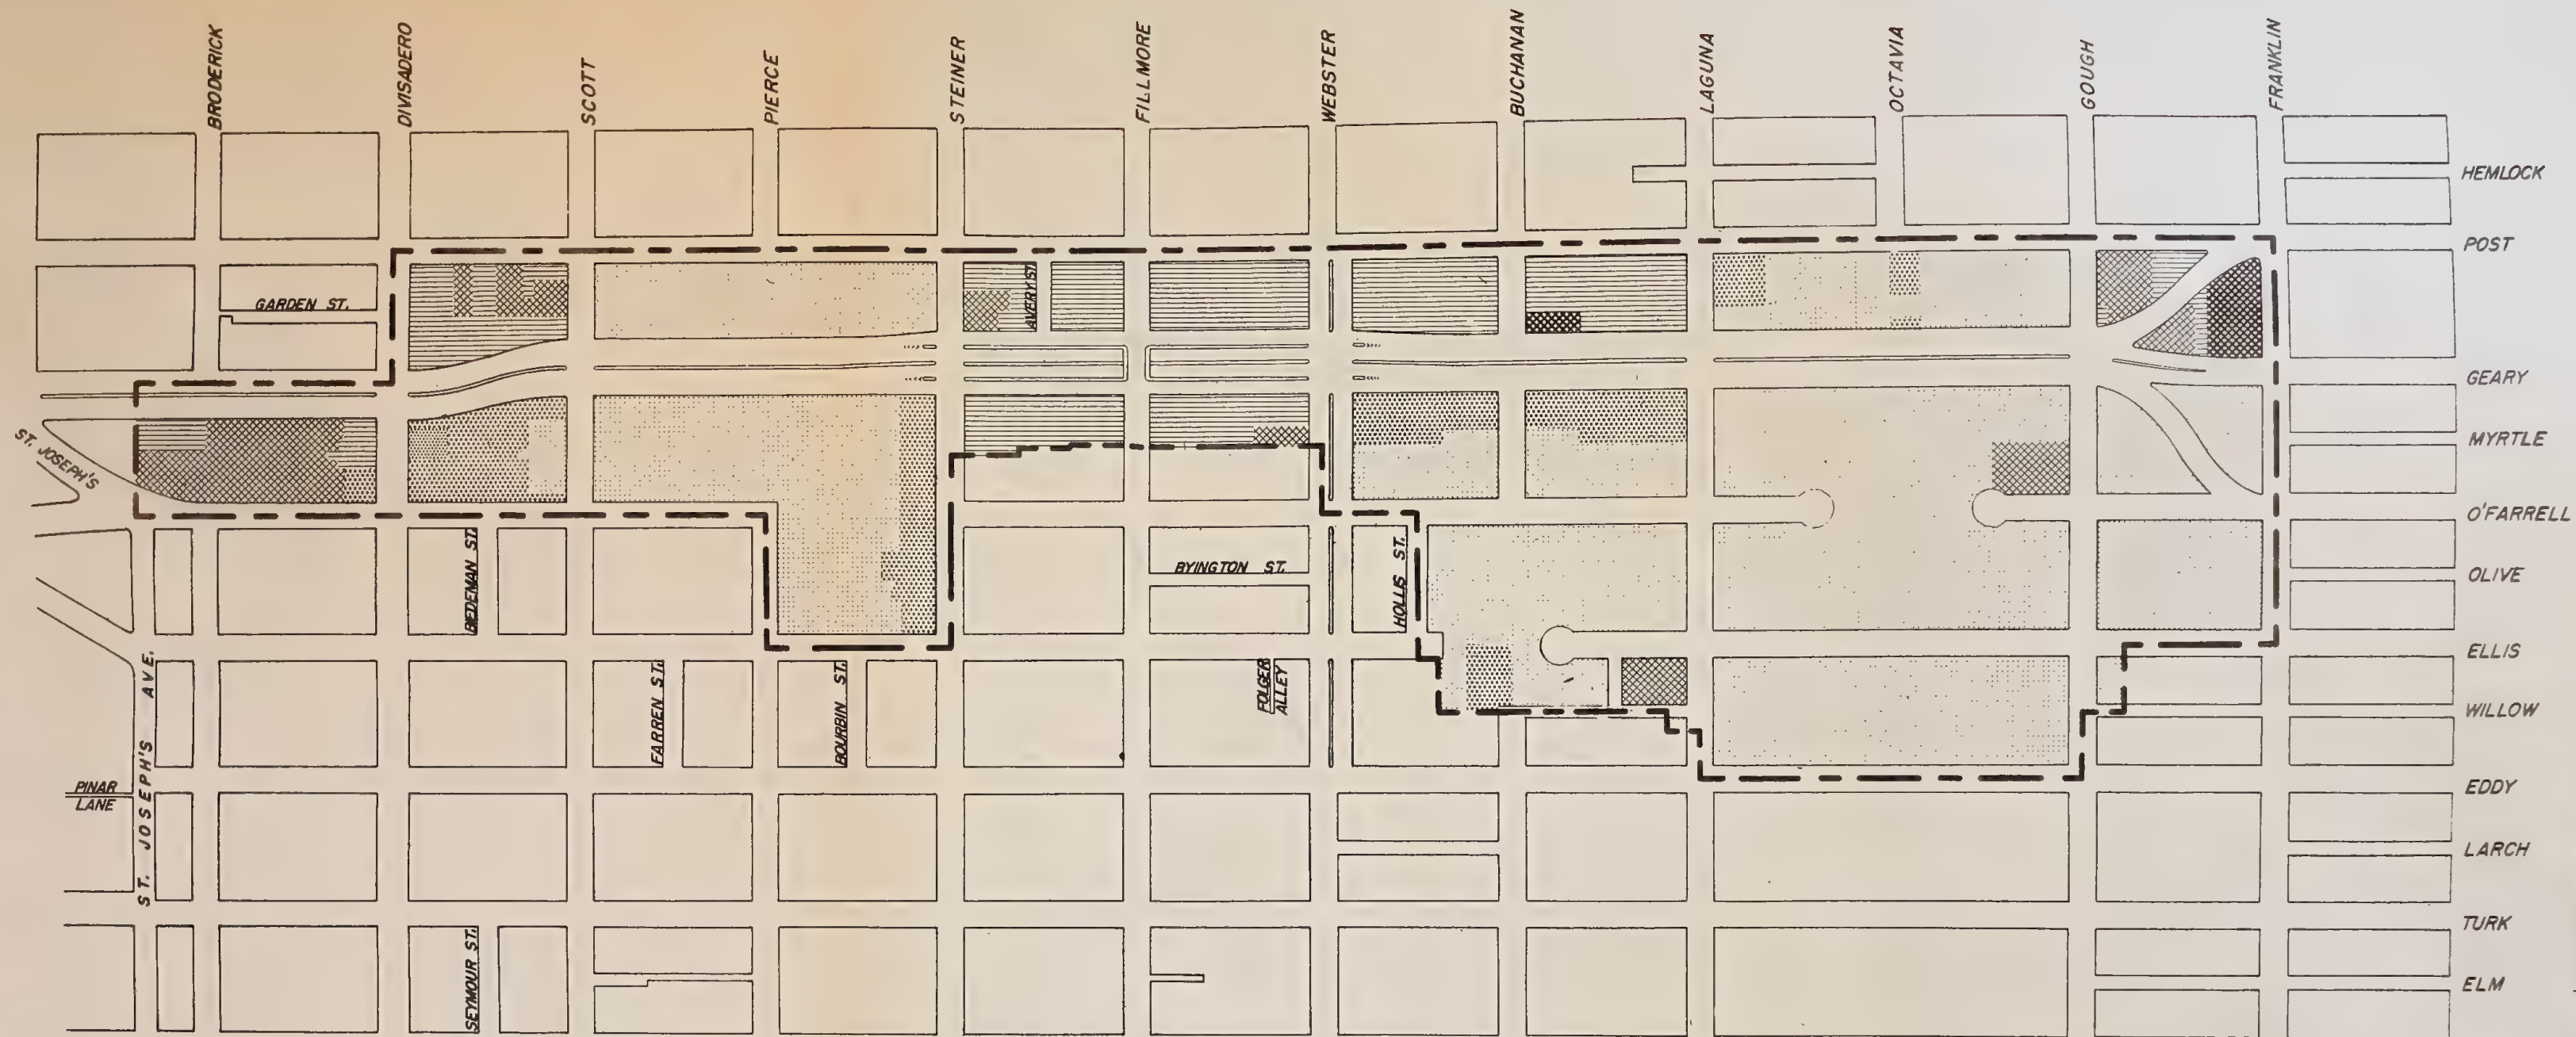 BRODERICK
DIVISADERO
SCOTT
PIERCE
STEINER
FILLMORE
WEBSTER
BUCHANAN
LAGUNA
OCTAVIA
GOUGH
FRANKLIN
HEMLOCK
POST
GARDEN ST.
AVERY ST.
GEARY
ST. JOSEPH'S
MYRTLE
O'FARRELL
BIEDEMAN ST.
BYINGTON ST.
HOLLIS ST.
OLIVE
ELLIS
ST. JOSEPH'S AVE.
FARREN ST.
BOURBIN ST.
FOLGER
ALLEY
WILLOW
PINAR
LANE
EDDY
LARCH
TURK
SEYMOUR ST.
ELM